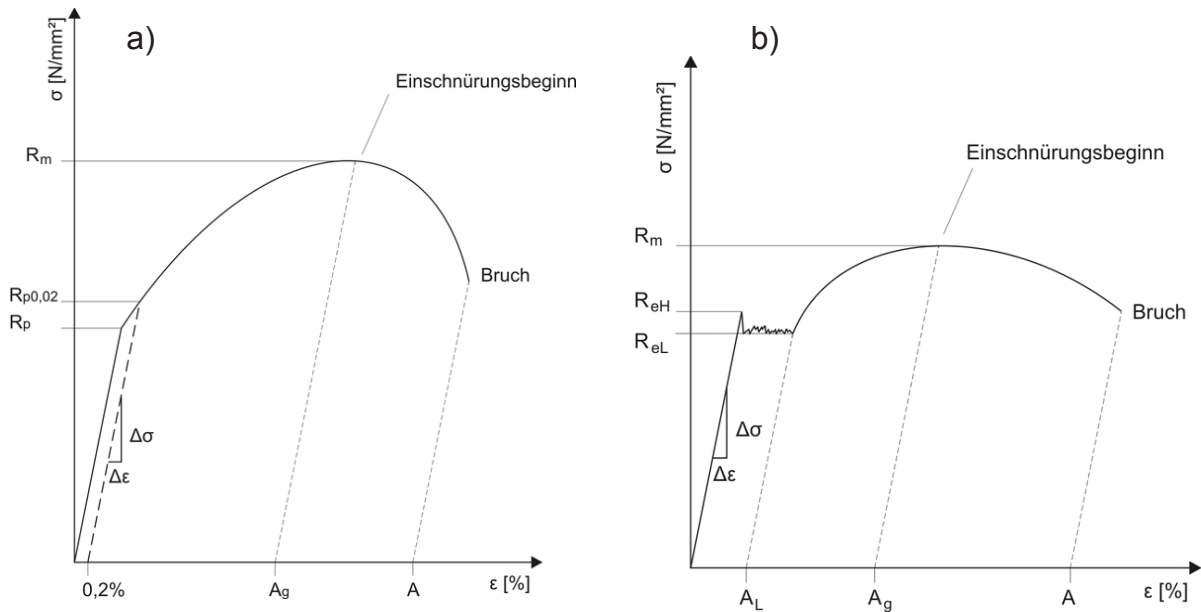 a)
σ [N/mm²]
Einschnürungsbeginn
Rm
Rp0,02
Rp
Bruch
Δσ
Δε
0,2%
Ag
A
ε [%]
b)
σ [N/mm²]
Einschnürungsbeginn
Rm
ReH
ReL
Bruch
Δσ
Δε
AL
Ag
A
ε [%]